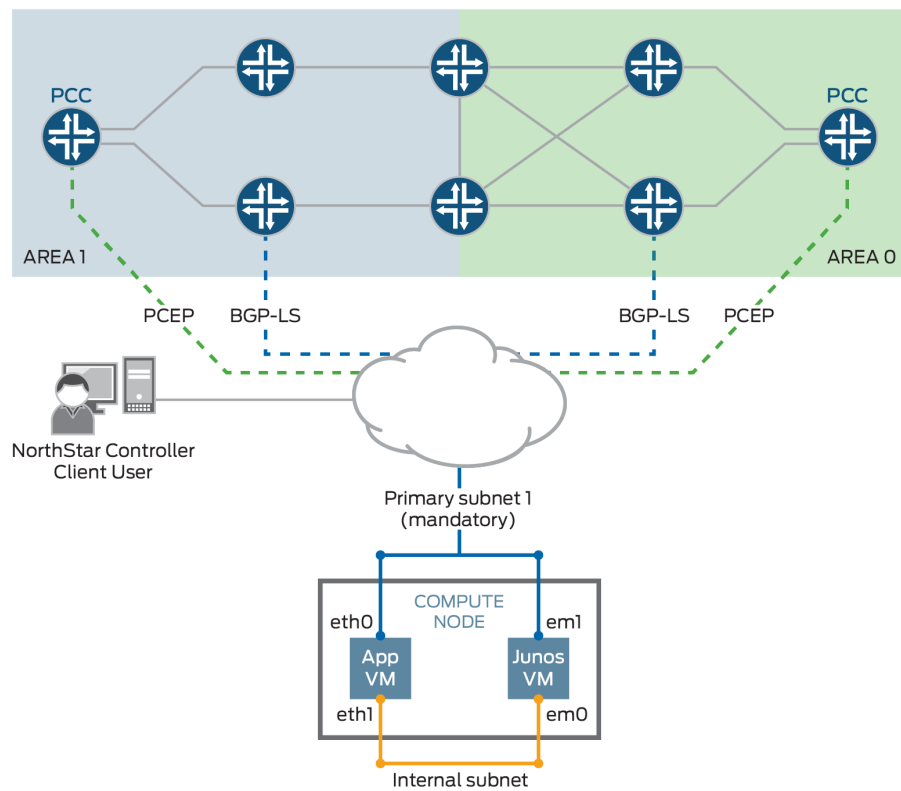 PCC
PCC
AREA 1
AREA 0
PCEP
BGP-LS
BGP-LS
PCEP
NorthStar Controller
Client User
Primary subnet 1
(mandatory)
COMPUTE
NODE
eth0
em1
App
VM
Junos
VM
eth1
em0
Internal subnet